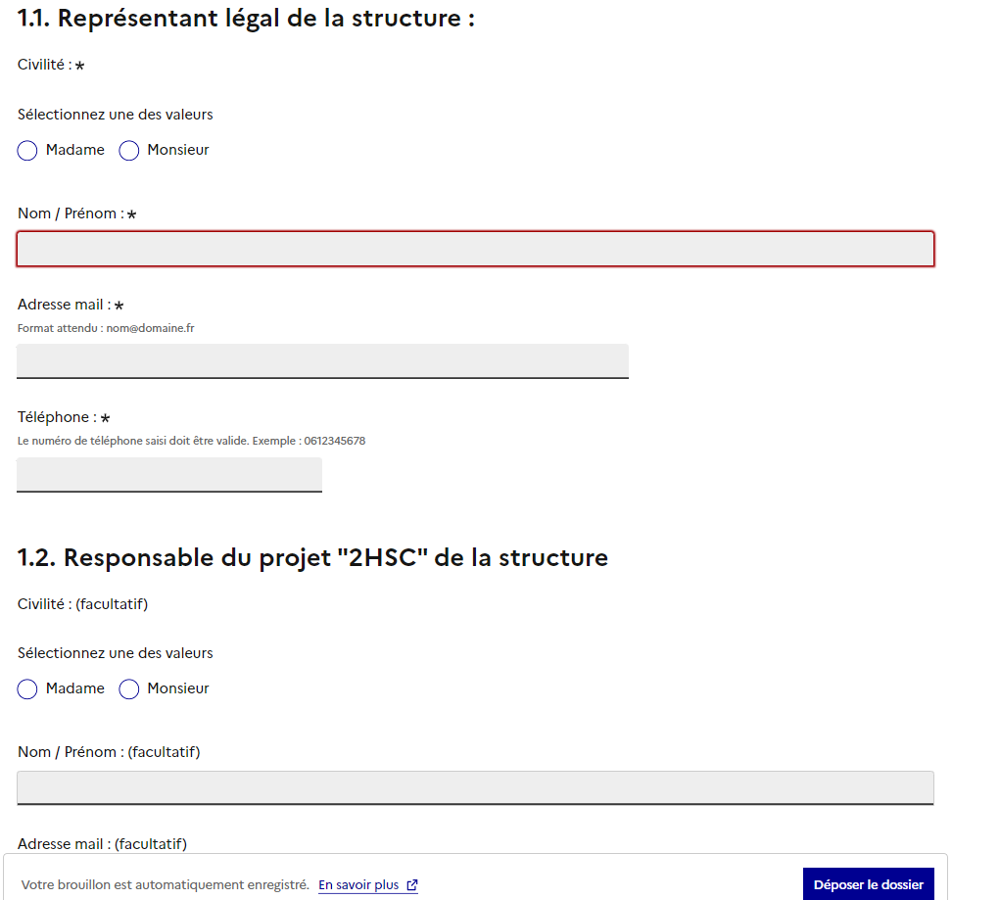 1.1. Représentant légal de la structure :
Civilité : *
Sélectionnez une des valeurs
Madame Monsieur
Nom / Prénom : *
Adresse mail : *
Format attendu : nom@domaine.fr
Téléphone : *
Le numéro de téléphone saisi doit être valide. Exemple : 0612345678
1.2. Responsable du projet "2HSC" de la structure
Civilité : (facultatif)
Sélectionnez une des valeurs
Madame Monsieur
Nom / Prénom : (facultatif)
Adresse mail : (facultatif)
Votre brouillon est automatiquement enregistré. En savoir plus Déposer le dossier